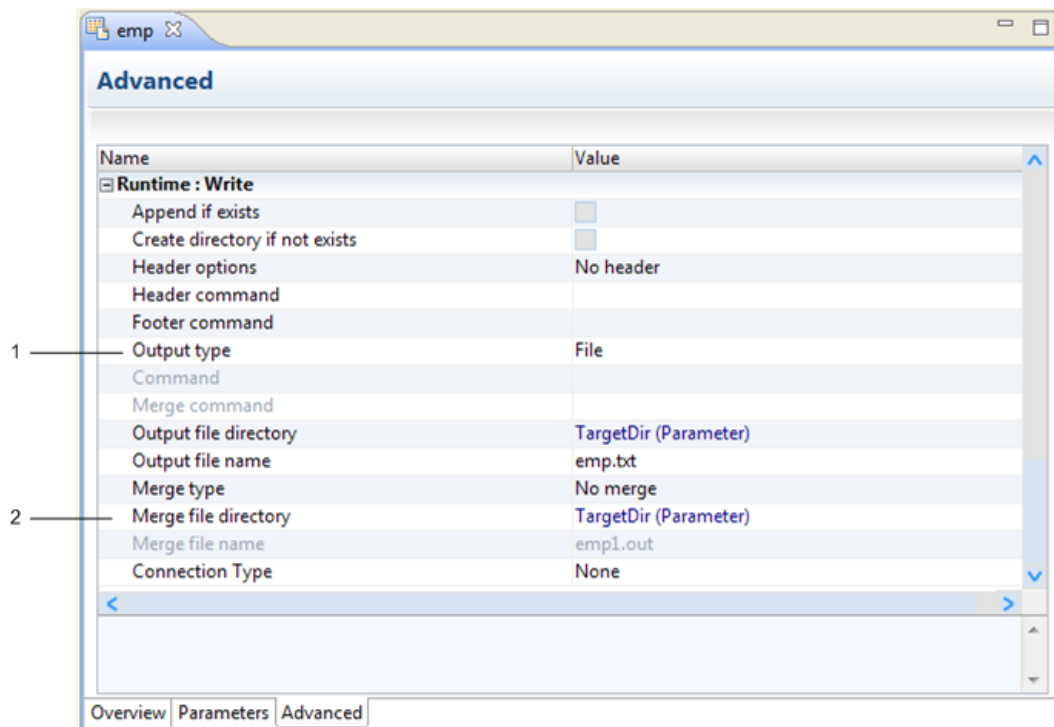 emp
Advanced
Name Value
Runtime : Write
Append if exists
Create directory if not exists
Header options No header
Header command
Footer command
1 Output type File
Command
Merge command
Output file directory TargetDir (Parameter)
Output file name emp.txt
Merge type No merge
2 Merge file directory TargetDir (Parameter)
Merge file name emp1.out
Connection Type None
Overview Parameters Advanced